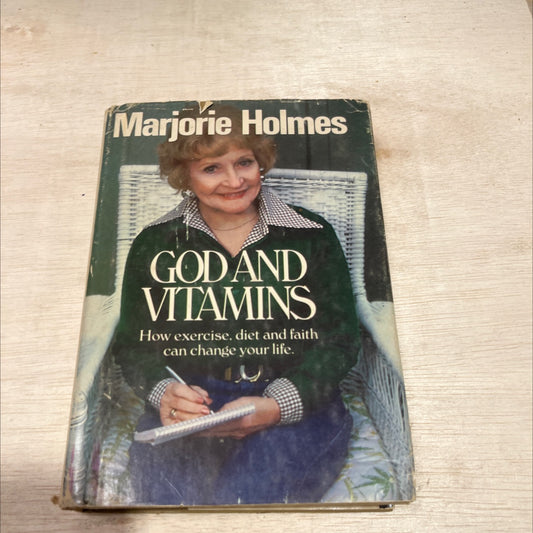 Marjorie Holmes
GOD AND
VITAMINS
How exercise, diet and faith
can change your life.